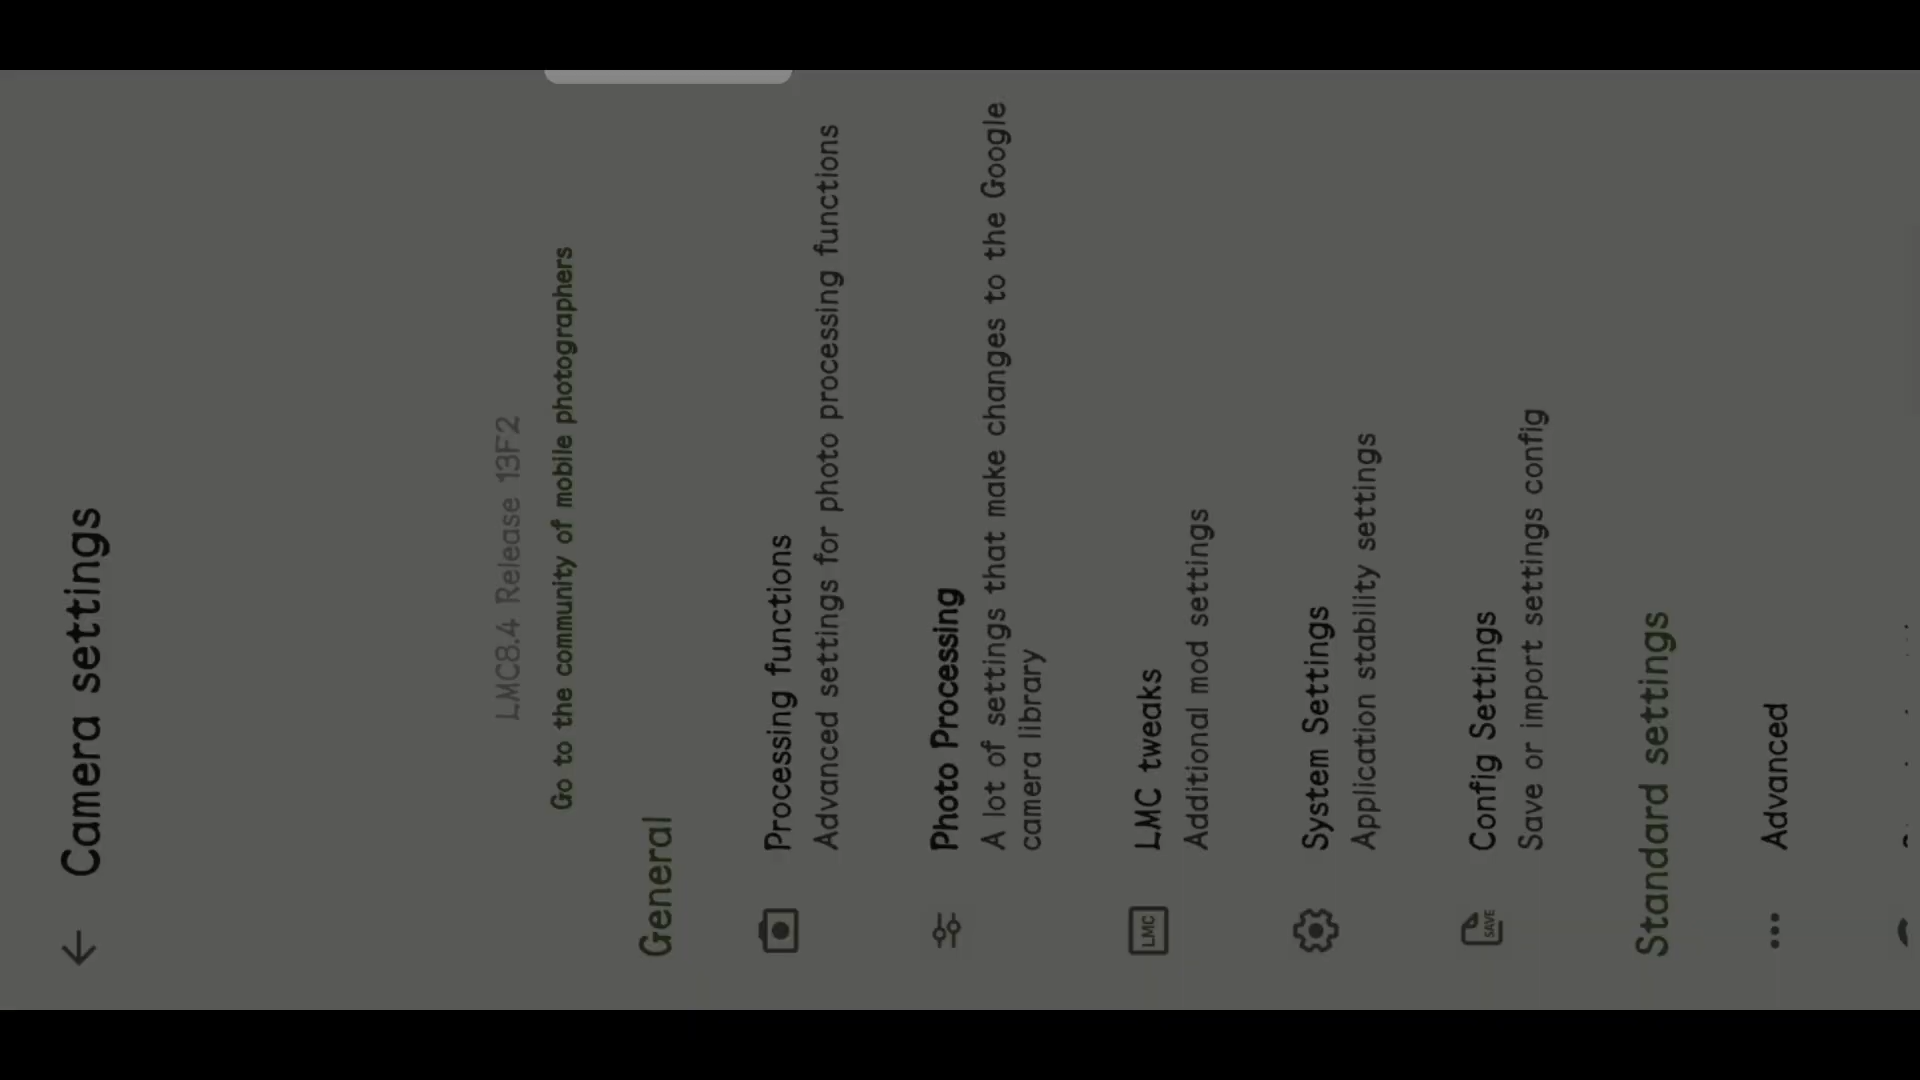 Camera settings
LMC8.4 Release 13F2
Go to the community of mobile photographers
General
Processing functions
Advanced settings for photo processing functions
Photo Processing
A lot of settings that make changes to the Google
camera library
LMC
LMC tweaks
Additional mod settings
System Settings
Application stability settings
SAVE
Config Settings
Save or import settings config
Standard settings
Advanced